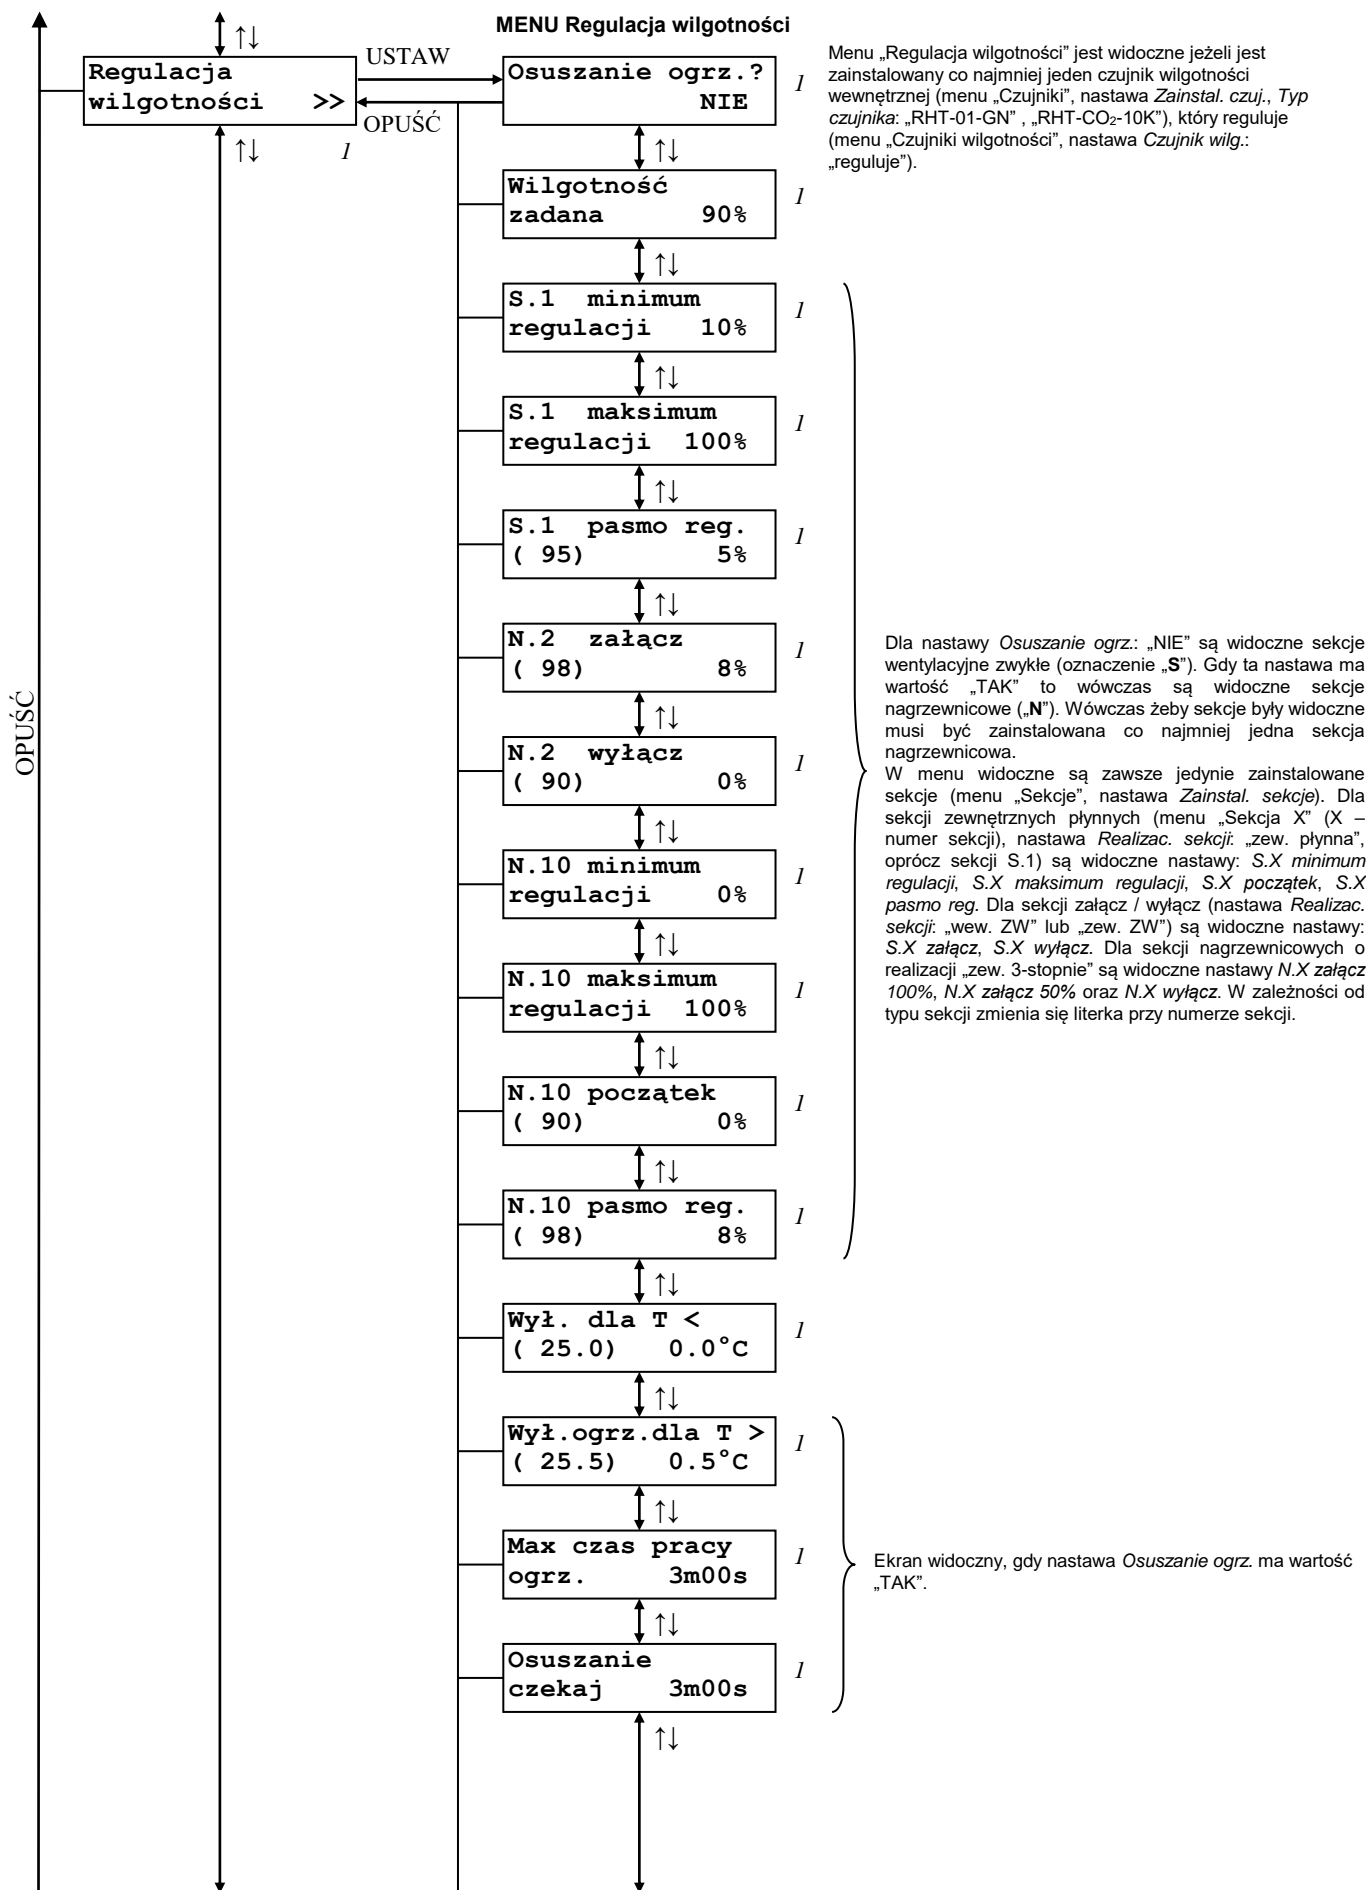 MENU Regulacja wilgotności
↑↓
Regulacja
wilgotności >>
USTAW
OPUŚĆ
↑↓
1
Osuszanie ogrz.?
NIE
1
Menu „Regulacja wilgotności” jest widoczne jeżeli jest
zainstalowany co najmniej jeden czujnik wilgotności
wewnętrznej (menu „Czujniki”, nastawa Zainstal. czuj., Typ
czujnika: „RHT-01-GN” , „RHT-CO₂-10K”), który reguluje
(menu „Czujniki wilgotności”, nastawa Czujnik wilg.:
„reguluje”).
↑↓
Wilgotność
zadana 90%
1
↑↓
S.1 minimum
regulacji 10%
1
↑↓
S.1 maksimum
regulacji 100%
1
↑↓
S.1 pasmo reg.
( 95) 5%
1
↑↓
N.2 załącz
( 98) 8%
1
↑↓
N.2 wyłącz
( 90) 0%
1
↑↓
N.10 minimum
regulacji 0%
1
↑↓
N.10 maksimum
regulacji 100%
1
↑↓
N.10 początek
( 90) 0%
1
↑↓
N.10 pasmo reg.
( 98) 8%
1
Dla nastawy Osuszanie ogrz.: „NIE” są widoczne sekcje
wentylacyjne zwykłe (oznaczenie „S”). Gdy ta nastawa ma
wartość „TAK” to wówczas są widoczne sekcje
nagrzewnicowe („N”). Wówczas żeby sekcje były widoczne
musi być zainstalowana co najmniej jedna sekcja
nagrzewnicowa.
W menu widoczne są zawsze jedynie zainstalowane
sekcje (menu „Sekcje”, nastawa Zainstal. sekcje). Dla
sekcji zewnętrznych płynnych (menu „Sekcja X” (X –
numer sekcji), nastawa Realizac. sekcji: „zew. płynna”,
oprócz sekcji S.1) są widoczne nastawy: S.X minimum
regulacji, S.X maksimum regulacji, S.X początek, S.X
pasmo reg. Dla sekcji załącz / wyłącz (nastawa Realizac.
sekcji: „wew. ZW” lub „zew. ZW”) są widoczne nastawy:
S.X załącz, S.X wyłącz. Dla sekcji nagrzewnicowych o
realizacji „zew. 3-stopnie” są widoczne nastawy N.X załącz
100%, N.X załącz 50% oraz N.X wyłącz. W zależności od
typu sekcji zmienia się literka przy numerze sekcji.
OPUŚĆ
↑↓
Wył. dla T <
( 25.0) 0.0°C
1
↑↓
Wył.ogrz.dla T >
( 25.5) 0.5°C
1
↑↓
Max czas pracy
ogrz. 3m00s
1
↑↓
Osuszanie
czekaj 3m00s
1
Ekran widoczny, gdy nastawa Osuszanie ogrz. ma wartość
„TAK”.
↑↓